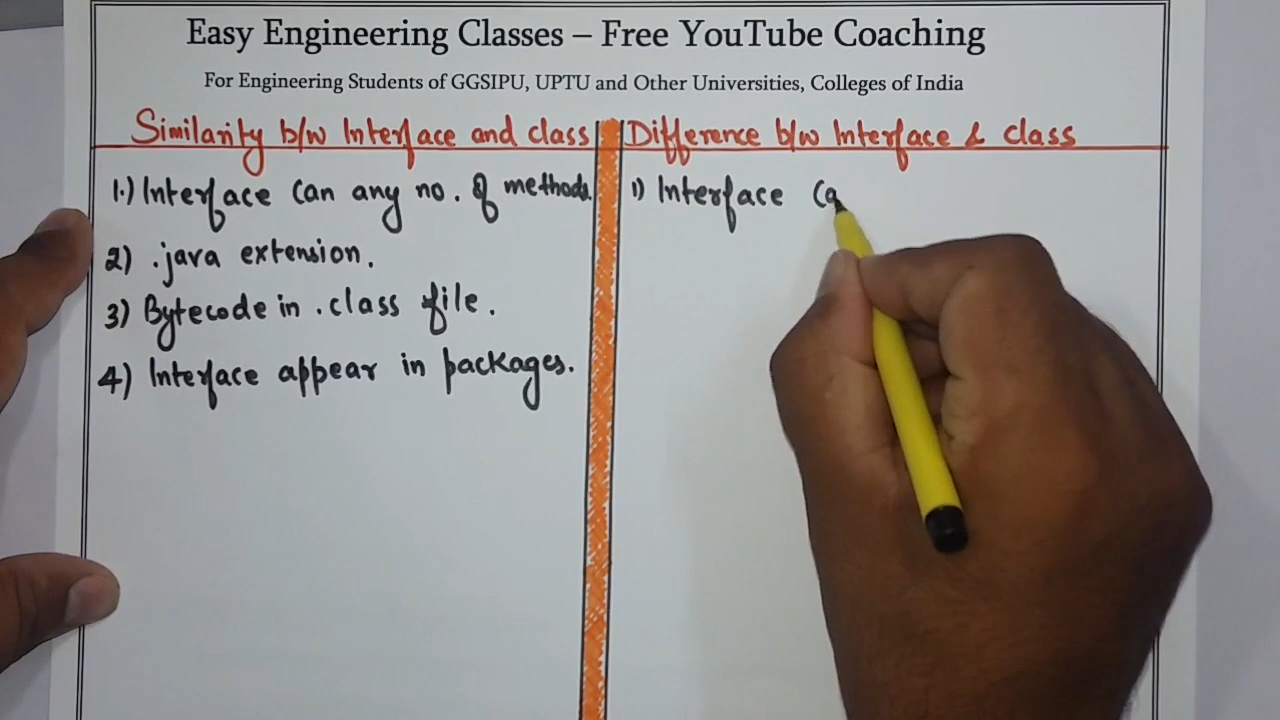 Easy Engineering Classes – Free YouTube Coaching
For Engineering Students of GGSIPU, UPTU and Other Universities, Colleges of India
Similarity b/w Interface and class
1.) Interface Can any no. of methods.
2) .java extension.
3) Bytecode in .class file.
4) Interface appear in packages.
Difference b/w Interface & class
1) Interface Ca